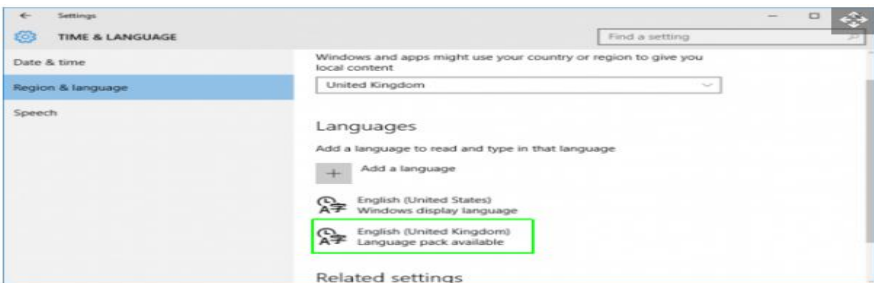 Settings
TIME & LANGUAGE
Find a setting
Date & time
Region & language
Speech
Windows and apps might use your country or region to give you
local content
United Kingdom
Languages
Add a language to read and type in that language
Add a language
English (United States)
Windows display language
English (United Kingdom)
Language pack available
Related settings